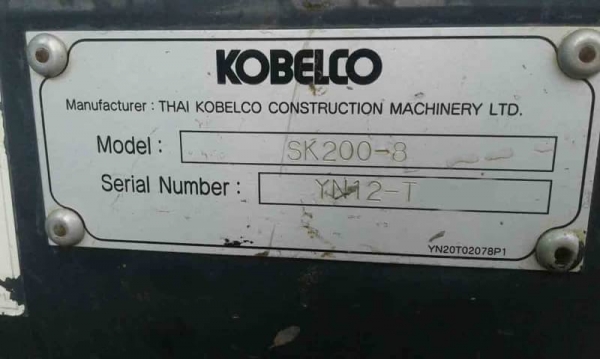 KOBELCO
Manufacturer : THAI KOBELCO CONSTRUCTION MACHINERY LTD.
Model : SK200-8
Serial Number : YN12-T
YN20T02078P1